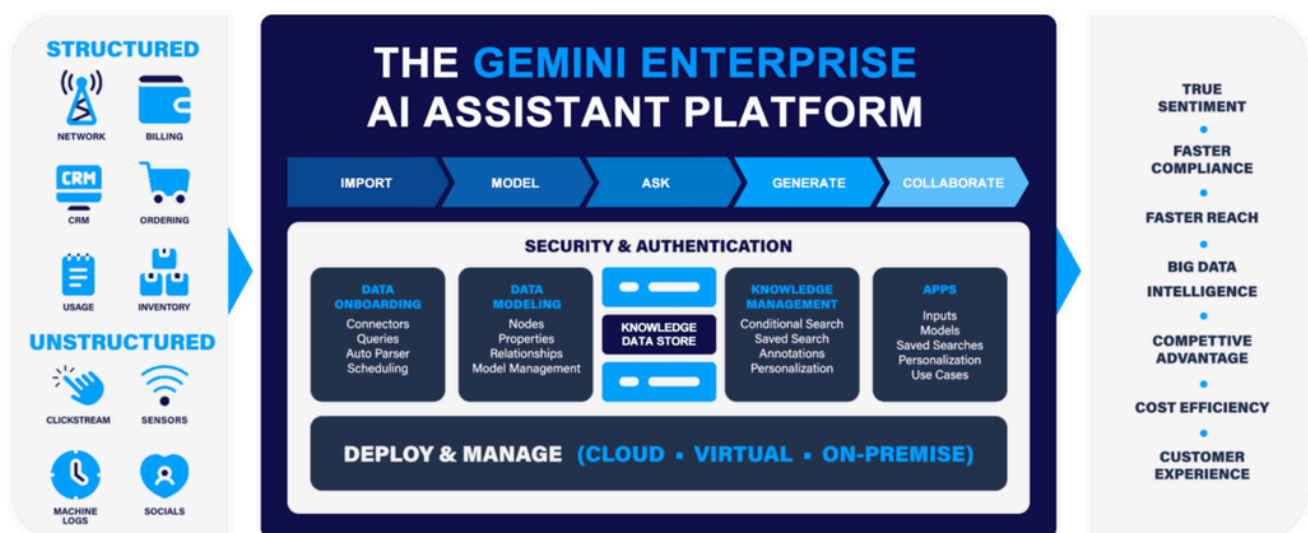 STRUCTURED
NETWORK
BILLING
CRM
CRM
ORDERING
USAGE
INVENTORY
UNSTRUCTURED
CLICKSTREAM
SENSORS
MACHINE
LOGS
SOCIALS
THE GEMINI ENTERPRISE
AI ASSISTANT PLATFORM
IMPORT
MODEL
ASK
GENERATE
COLLABORATE
SECURITY & AUTHENTICATION
DATA
ONBOARDING
Connectors
Queries
Auto Parser
Scheduling
DATA
MODELING
Nodes
Properties
Relationships
Model Management
KNOWLEDGE
DATA STORE
KNOWLEDGE
MANAGEMENT
Conditional Search
Saved Search
Annotations
Personalization
APPS
Inputs
Models
Saved Searches
Personalization
Use Cases
DEPLOY & MANAGE (CLOUD ▪ VIRTUAL ▪ ON-PREMISE)
TRUE
SENTIMENT
FASTER
COMPLIANCE
FASTER REACH
BIG DATA
INTELLIGENCE
COMPETTIVE
ADVANTAGE
COST EFFICIENCY
CUSTOMER
EXPERIENCE